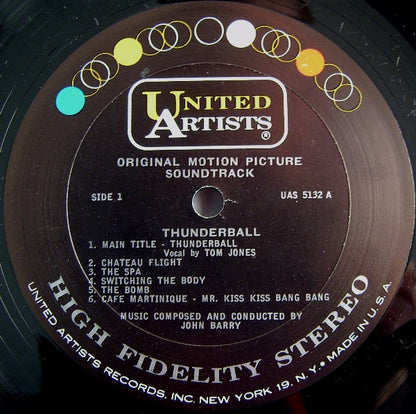 UNITED
ARTISTS®
ORIGINAL MOTION PICTURE
SOUNDTRACK
SIDE 1
UAS 5132 A
THUNDERBALL
1. MAIN TITLE - THUNDERBALL
Vocal by TOM JONES
2. CHATEAU FLIGHT
3. THE SPA
4. SWITCHING THE BODY
5. THE BOMB
6. CAFE MARTINIQUE - MR. KISS KISS BANG BANG
MUSIC COMPOSED AND CONDUCTED BY
JOHN BARRY
HIGH FIDELITY STEREO
UNITED ARTISTS RECORDS, INC. NEW YORK 19, N.Y. • MADE IN U.S.A.